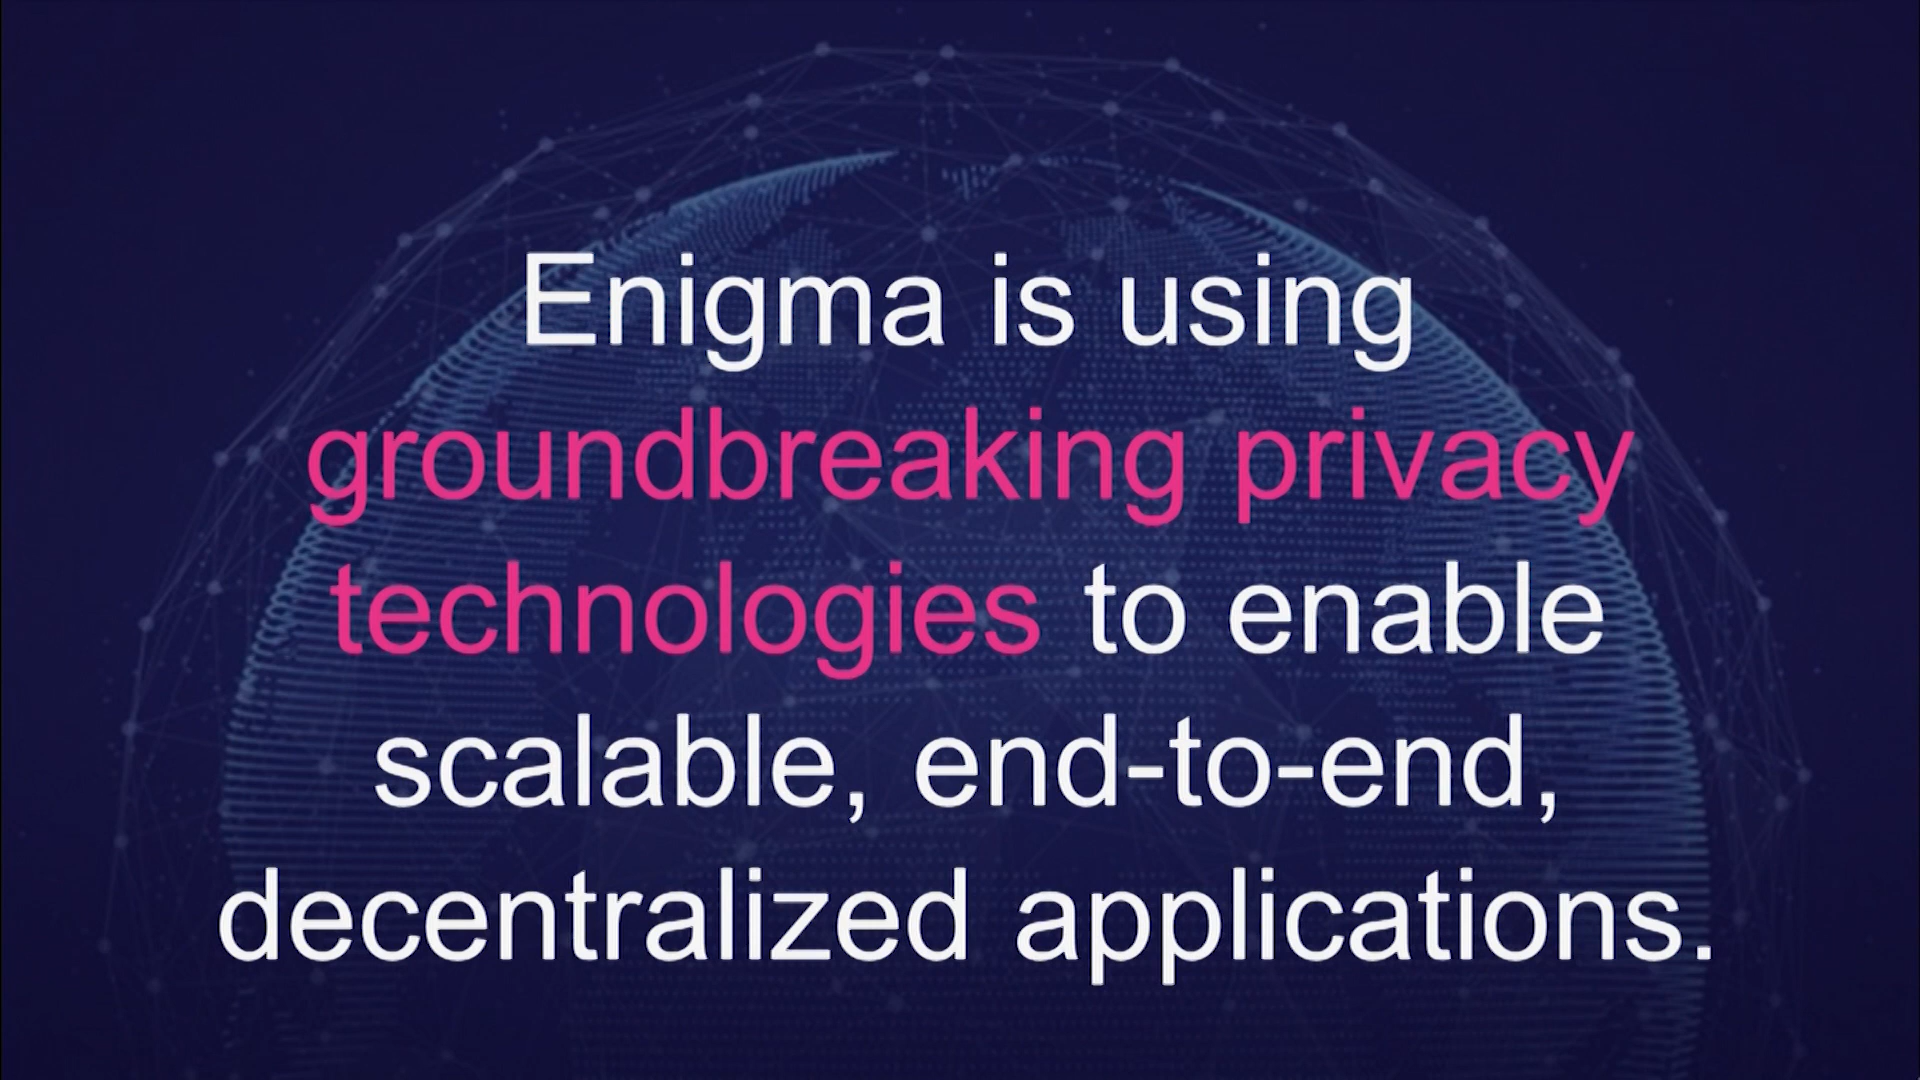 Enigma is using
groundbreaking privacy
technologies to enable
scalable, end-to-end,
decentralized applications.